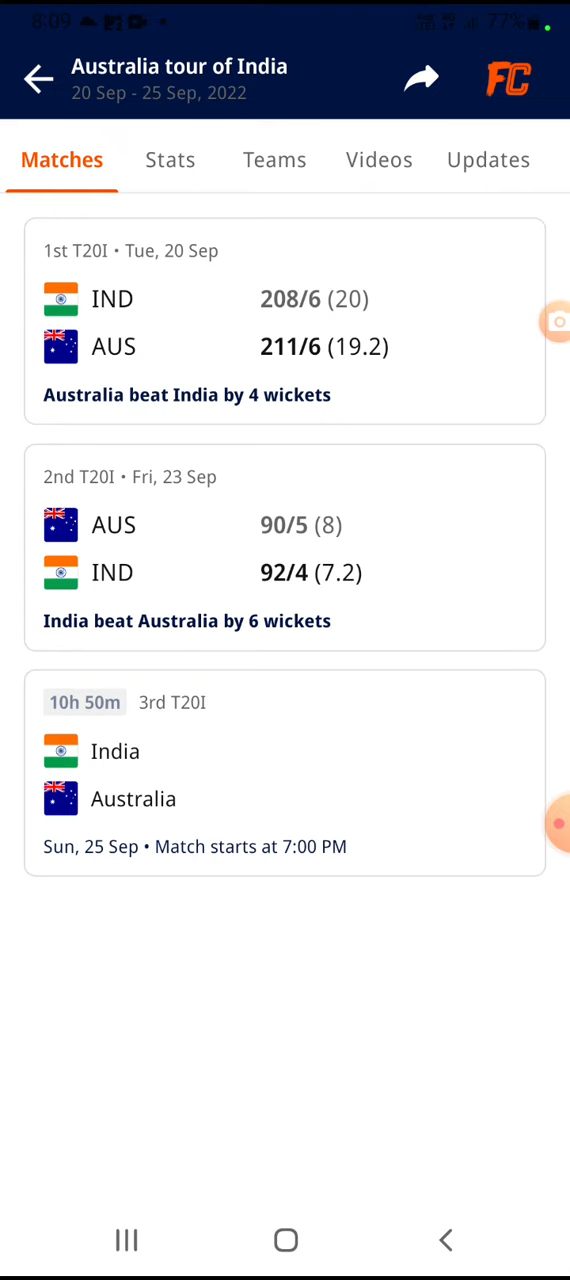 8:09 77%
Australia tour of India
20 Sep - 25 Sep, 2022
FC
Matches Stats Teams Videos Updates
1st T20I • Tue, 20 Sep
IND 208/6 (20)
AUS 211/6 (19.2)
Australia beat India by 4 wickets
2nd T20I • Fri, 23 Sep
AUS 90/5 (8)
IND 92/4 (7.2)
India beat Australia by 6 wickets
10h 50m 3rd T20I
India
Australia
Sun, 25 Sep • Match starts at 7:00 PM